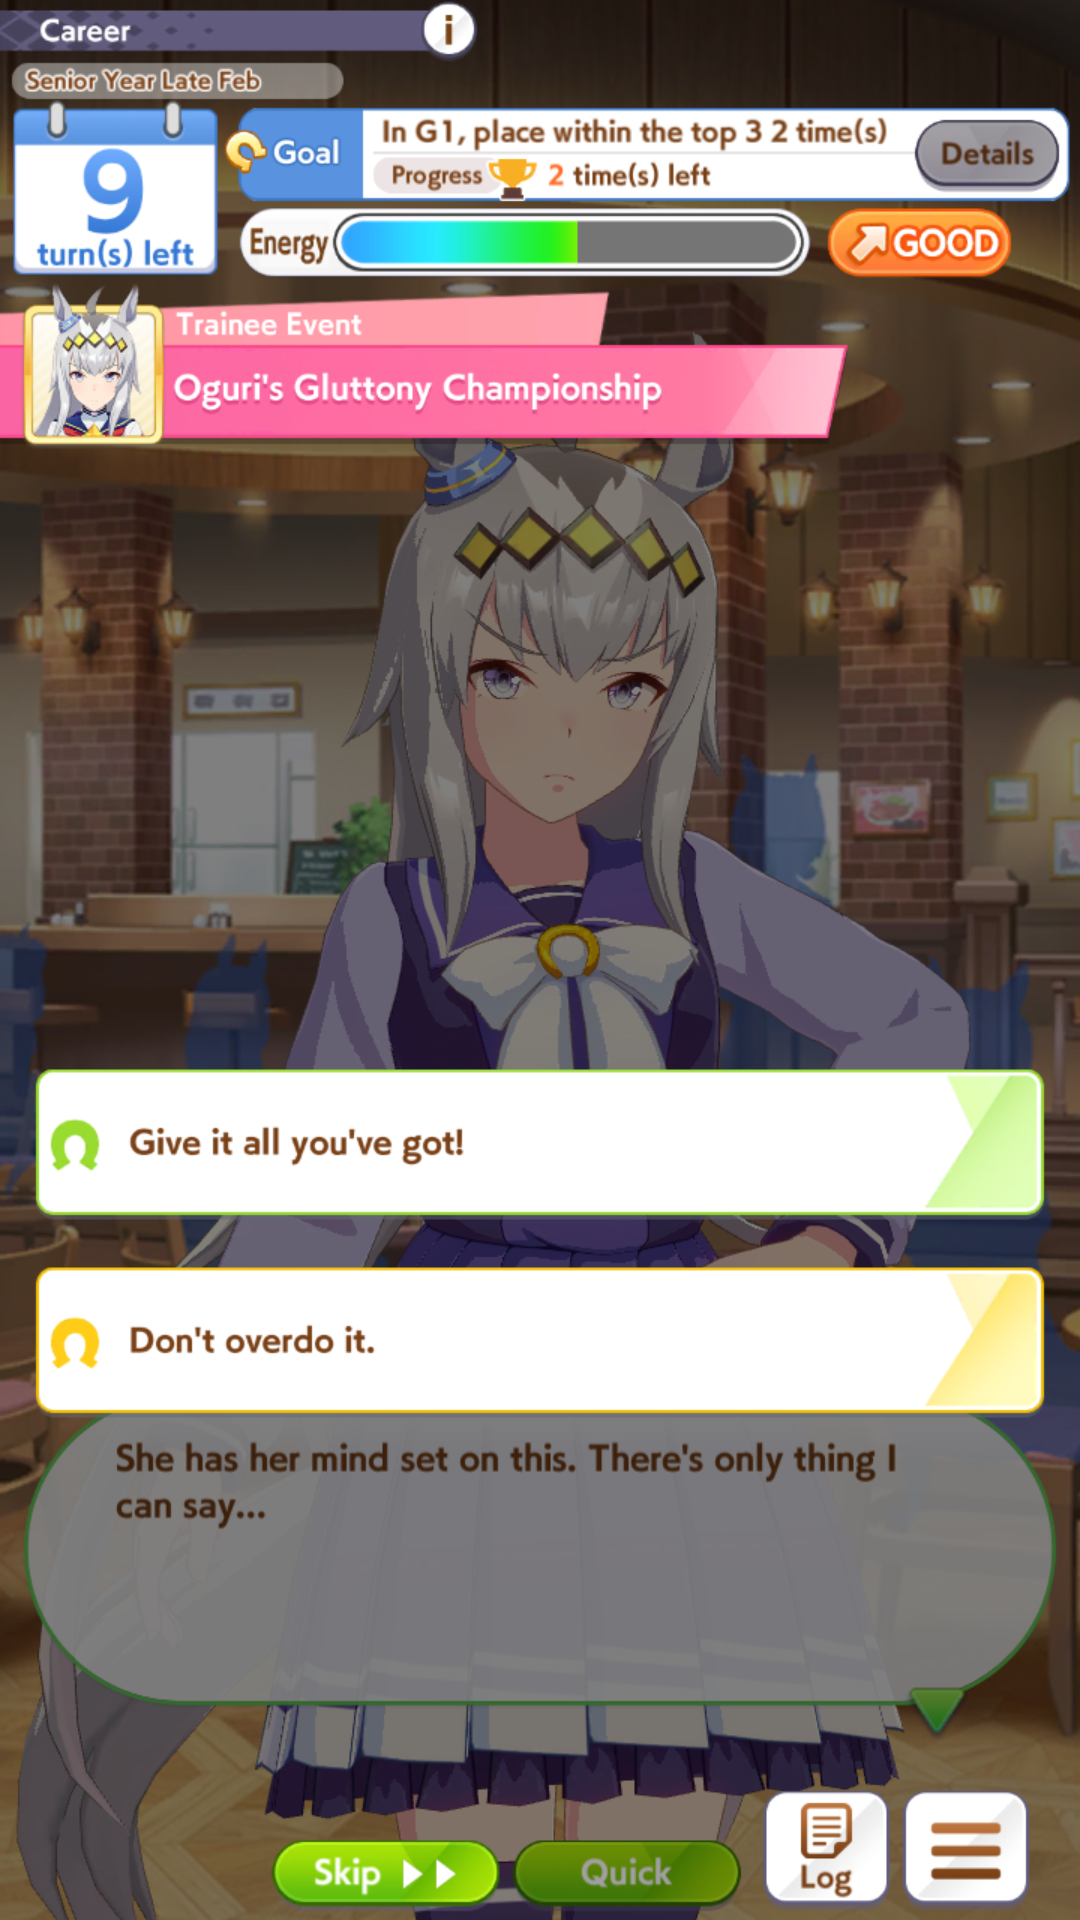 Career
i
Senior Year Late Feb
9
turn(s) left
Goal
In G1, place within the top 3 2 time(s)
Progress
2 time(s) left
Details
Energy
GOOD
Trainee Event
Oguri's Gluttony Championship
Give it all you've got!
Don't overdo it.
She has her mind set on this. There's only thing I
can say...
Skip
Quick
Log